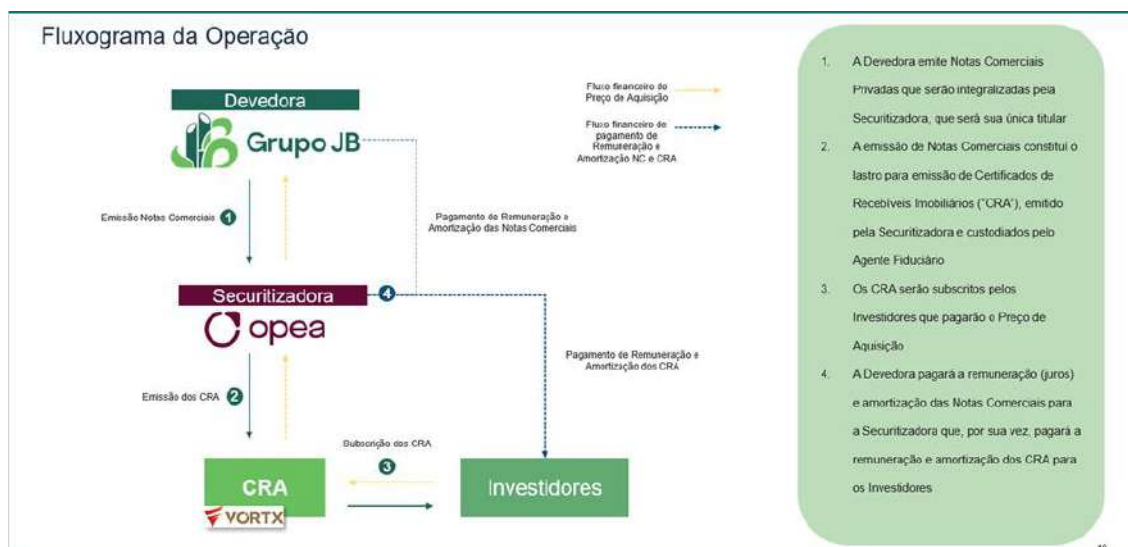 Fluxograma da Operação
Devedora
Grupo JB
Emissão Notas Comerciais 1
Pagamento de Remuneração e
Amortização das Notas Comerciais
Securitizadora
4
opea
Emissão dos CRA 2
Pagamento de Remuneração e
Amortização dos CRA
Subscrição dos CRA
3
CRA
VORTX
Investidores
Fluxo financeiro do
Preço de Aquisição
Fluxo financeiro de
pagamento de
Remuneração e
Amortização NC e CRA
1. A Devedora emite Notas Comerciais
Privadas que serão integralizadas pela
Securitizadora, que será sua única titular
2. A emissão de Notas Comerciais constitui o
lastro para emissão de Certificados de
Recebíveis Imobiliários ("CRA"), emitido
pela Securitizadora e custodiados pelo
Agente Fiduciário
3. Os CRA serão subscritos pelos
Investidores que pagarão o Preço de
Aquisição
4. A Devedora pagará a remuneração (juros)
e amortização das Notas Comerciais para
a Securitizadora que, por sua vez, pagará a
remuneração e amortização dos CRA para
os Investidores